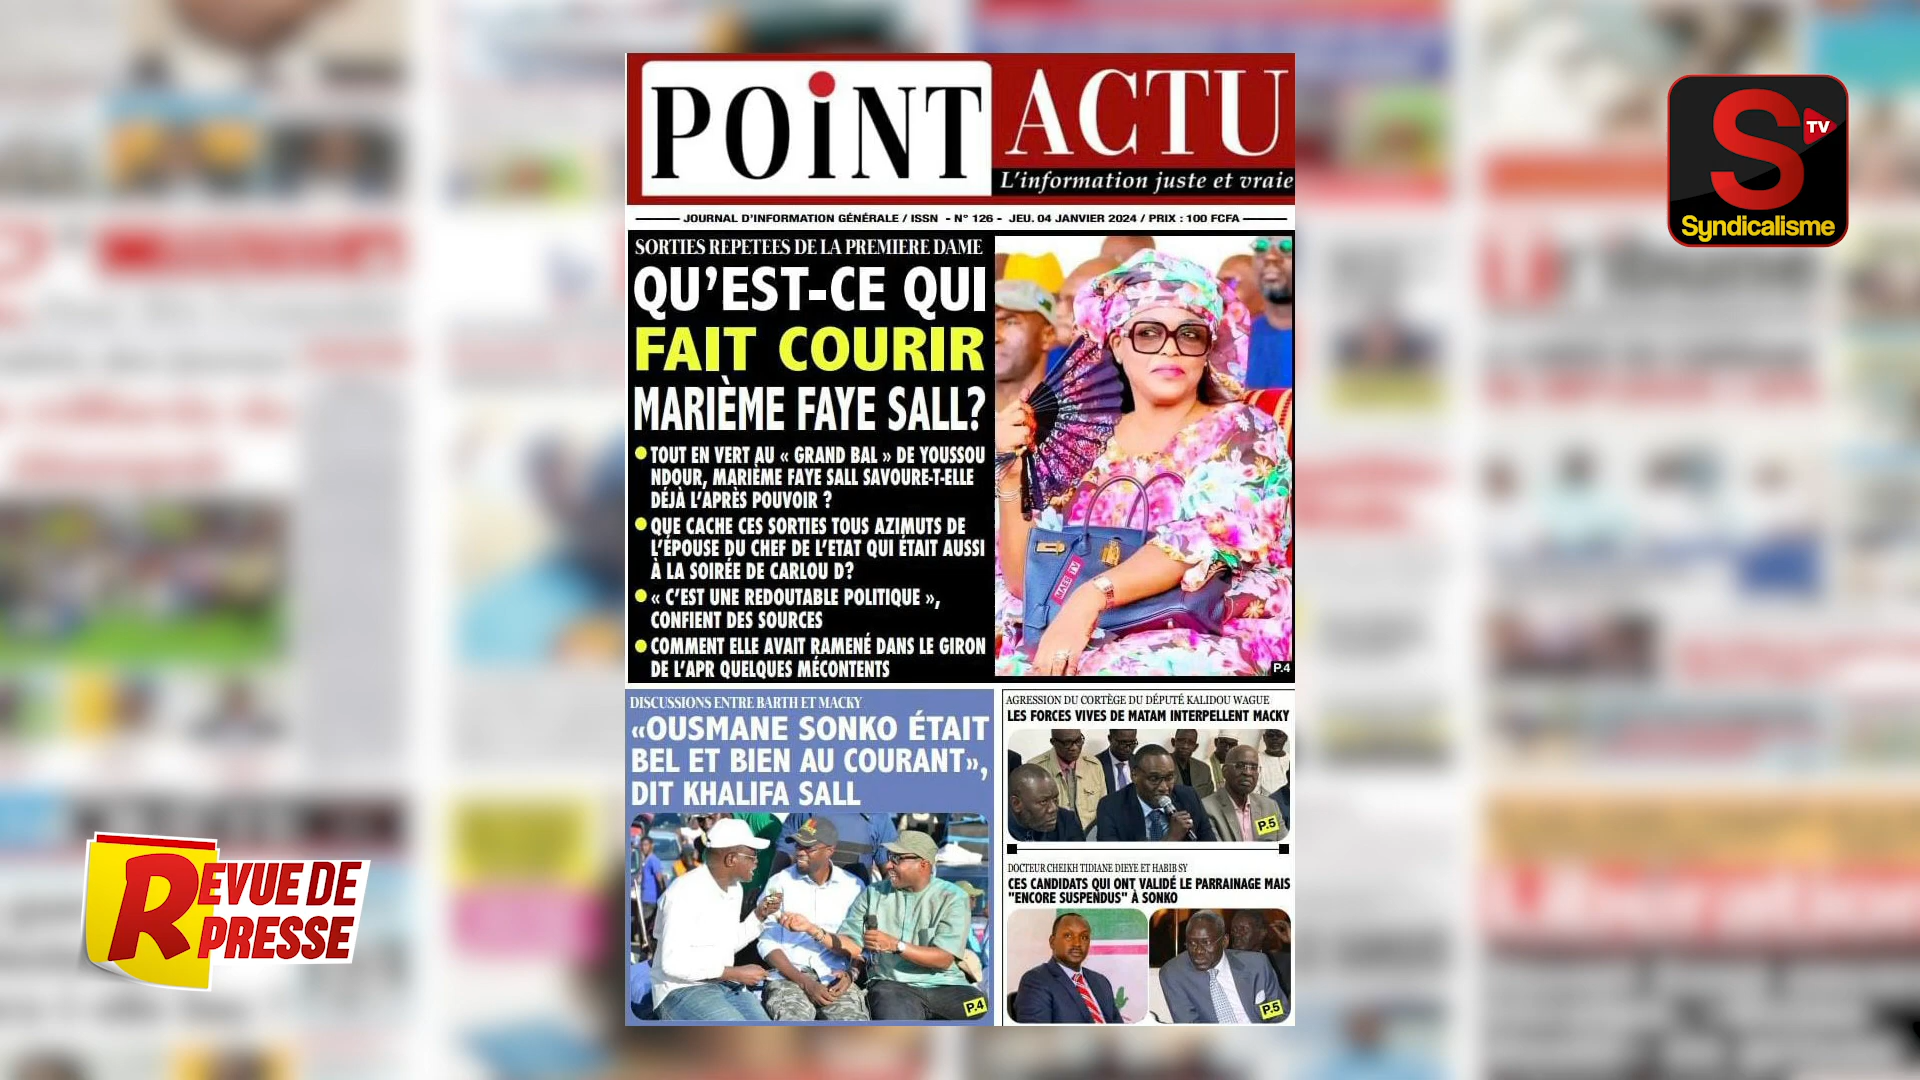 POiNT ACTU
L'information juste et vraie
JOURNAL D'INFORMATION GÉNÉRALE / ISSN - N° 126 - JEU. 04 JANVIER 2024 / PRIX : 100 FCFA
SORTIES REPETEES DE LA PREMIERE DAME
QU'EST-CE QUI
FAIT COURIR
MARIÈME FAYE SALL?
TOUT EN VERT AU « GRAND BAL » DE YOUSSOU
NDOUR, MARIÈME FAYE SALL SAVOURE-T-ELLE
DÉJÀ L'APRÈS POUVOIR ?
QUE CACHE CES SORTIES TOUS AZIMUTS DE
L'ÉPOUSE DU CHEF DE L'ETAT QUI ÉTAIT AUSSI
À LA SOIRÉE DE CARLOU D?
« C'EST UNE REDOUTABLE POLITIQUE »,
CONFIENT DES SOURCES
COMMENT ELLE AVAIT RAMENÉ DANS LE GIRON
DE L'APR QUELQUES MÉCONTENTS
P.4
DISCUSSIONS ENTRE BARTH ET MACKY
«OUSMANE SONKO ÉTAIT
BEL ET BIEN AU COURANT»,
DIT KHALIFA SALL
P.4
AGRESSION DU CORTÈGE DU DÉPUTÉ KALIDOU WAGUE
LES FORCES VIVES DE MATAM INTERPELLENT MACKY
P.5
DOCTEUR CHEIKH TIDIANE DIEYE ET HABIB SY
CES CANDIDATS QUI ONT VALIDÉ LE PARRAINAGE MAIS
"ENCORE SUSPENDUS" À SONKO
P.5
S TV
Syndicalisme
REVUE DE
PRESSE